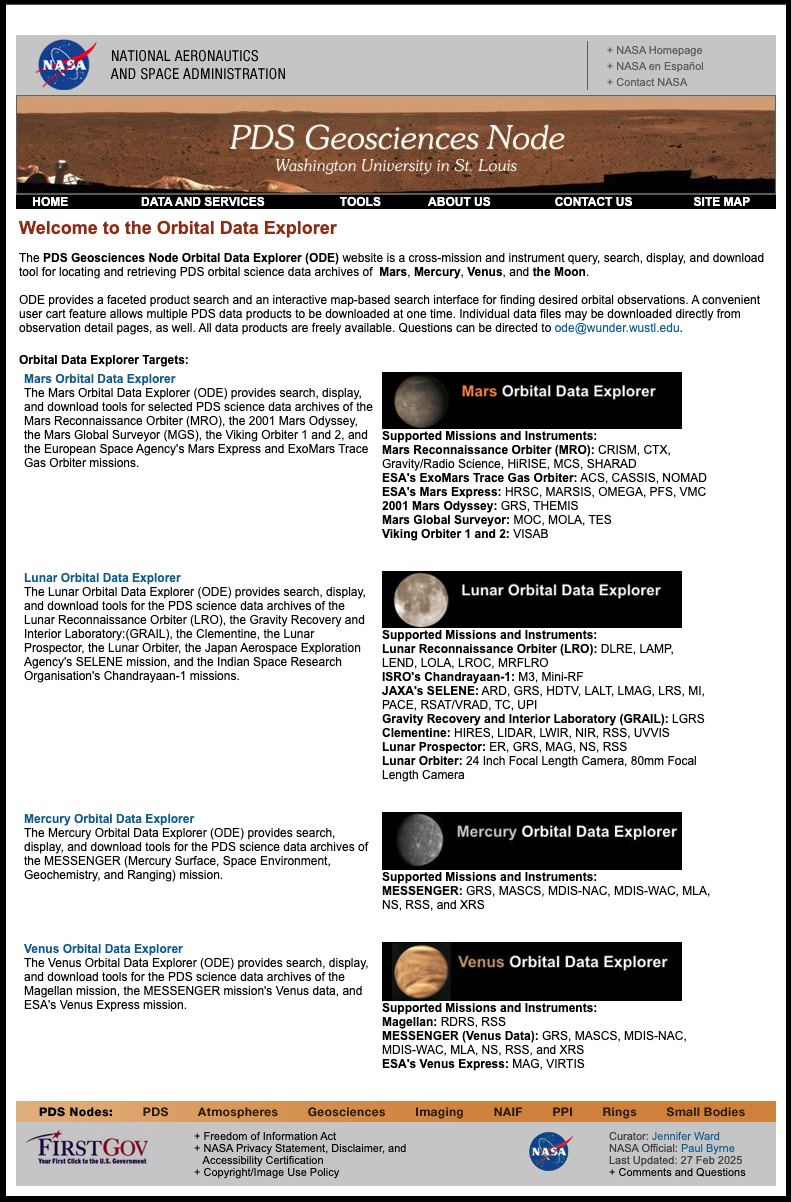 NASA
NATIONAL AERONAUTICS
AND SPACE ADMINISTRATION
+ NASA Homepage
+ NASA en Español
+ Contact NASA
PDS Geosciences Node
Washington University in St. Louis
HOME DATA AND SERVICES TOOLS ABOUT US CONTACT US SITE MAP
Welcome to the Orbital Data Explorer
The PDS Geosciences Node Orbital Data Explorer (ODE) website is a cross-mission and instrument query, search, display, and download
tool for locating and retrieving PDS orbital science data archives of Mars, Mercury, Venus, and the Moon.
ODE provides a faceted product search and an interactive map-based search interface for finding desired orbital observations. A convenient
user cart feature allows multiple PDS data products to be downloaded at one time. Individual data files may be downloaded directly from
observation detail pages, as well. All data products are freely available. Questions can be directed to ode@wunder.wustl.edu.
Orbital Data Explorer Targets:
Mars Orbital Data Explorer
The Mars Orbital Data Explorer (ODE) provides search, display,
and download tools for selected PDS science data archives of the
Mars Reconnaissance Orbiter (MRO), the 2001 Mars Odyssey,
the Mars Global Surveyor (MGS), the Viking Orbiter 1 and 2, and
the European Space Agency's Mars Express and ExoMars Trace
Gas Orbiter missions.
Mars Orbital Data Explorer
Supported Missions and Instruments:
Mars Reconnaissance Orbiter (MRO): CRISM, CTX,
Gravity/Radio Science, HiRISE, MCS, SHARAD
ESA's ExoMars Trace Gas Orbiter: ACS, CASSIS, NOMAD
ESA's Mars Express: HRSC, MARSIS, OMEGA, PFS, VMC
2001 Mars Odyssey: GRS, THEMIS
Mars Global Surveyor: MOC, MOLA, TES
Viking Orbiter 1 and 2: VISAB
Lunar Orbital Data Explorer
The Lunar Orbital Data Explorer (ODE) provides search, display,
and download tools for the PDS science data archives of the
Lunar Reconnaissance Orbiter (LRO), the Gravity Recovery and
Interior Laboratory:(GRAIL), the Clementine, the Lunar
Prospector, the Lunar Orbiter, the Japan Aerospace Exploration
Agency's SELENE mission, and the Indian Space Research
Organisation's Chandrayaan-1 missions.
Lunar Orbital Data Explorer
Supported Missions and Instruments:
Lunar Reconnaissance Orbiter (LRO): DLRE, LAMP,
LEND, LOLA, LROC, MRFLRO
ISRO's Chandrayaan-1: M3, Mini-RF
JAXA's SELENE: ARD, GRS, HDTV, LALT, LMAG, LRS, MI,
PACE, RSAT/VRAD, TC, UPI
Gravity Recovery and Interior Laboratory (GRAIL): LGRS
Clementine: HIRES, LIDAR, LWIR, NIR, RSS, UVVIS
Lunar Prospector: ER, GRS, MAG, NS, RSS
Lunar Orbiter: 24 Inch Focal Length Camera, 80mm Focal
Length Camera
Mercury Orbital Data Explorer
The Mercury Orbital Data Explorer (ODE) provides search,
display, and download tools for the PDS science data archives of
the MESSENGER (Mercury Surface, Space Environment,
Geochemistry, and Ranging) mission.
Mercury Orbital Data Explorer
Supported Missions and Instruments:
MESSENGER: GRS, MASCS, MDIS-NAC, MDIS-WAC, MLA,
NS, RSS, and XRS
Venus Orbital Data Explorer
The Venus Orbital Data Explorer (ODE) provides search, display,
and download tools for the PDS science data archives of the
Magellan mission, the MESSENGER mission's Venus data, and
ESA's Venus Express mission.
Venus Orbital Data Explorer
Supported Missions and Instruments:
Magellan: RDRS, RSS
MESSENGER (Venus Data): GRS, MASCS, MDIS-NAC,
MDIS-WAC, MLA, NS, RSS, and XRS
ESA's Venus Express: MAG, VIRTIS
PDS Nodes: PDS Atmospheres Geosciences Imaging NAIF PPI Rings Small Bodies
FIRSTGOV
Your First Click to the U.S. Government
+ Freedom of Information Act
+ NASA Privacy Statement, Disclaimer, and
Accessibility Certification
+ Copyright/Image Use Policy
NASA
Curator: Jennifer Ward
NASA Official: Paul Byrne
Last Updated: 27 Feb 2025
+ Comments and Questions